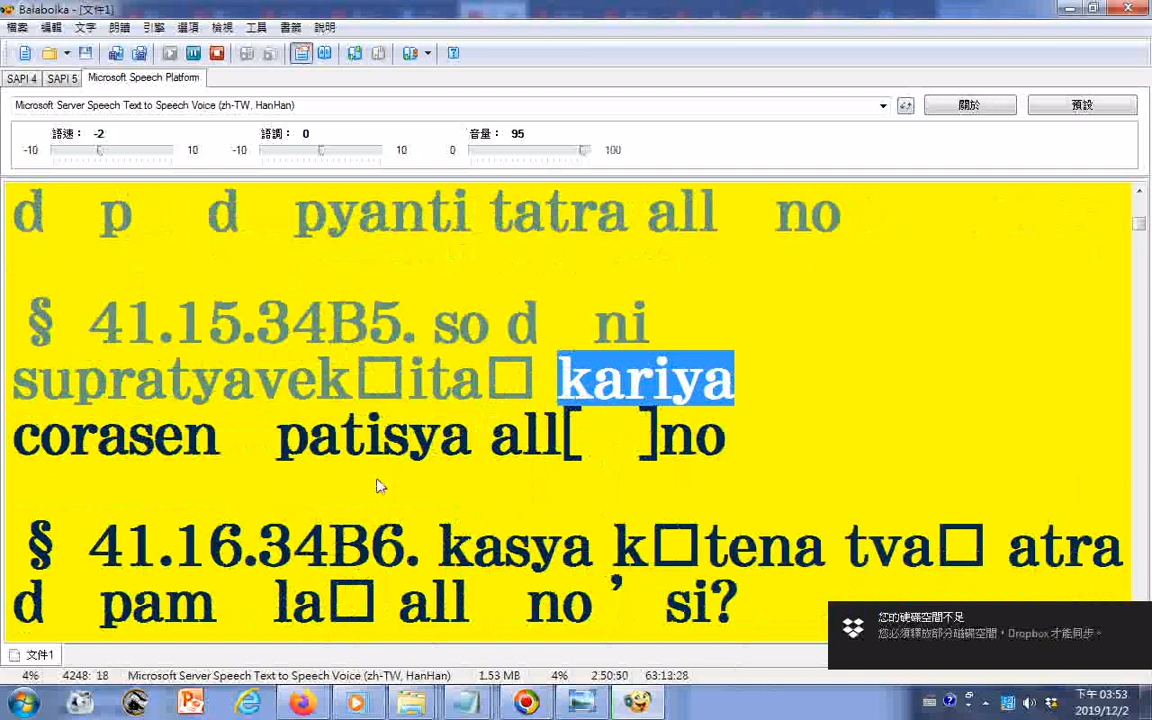 Balabolka - [文件1]
檔案 編輯 文字 朗讀 引擎 選項 檢視 工具 書籤 說明
SAPI 4 SAPI 5 Microsoft Speech Platform
Microsoft Server Speech Text to Speech Voice (zh-TW, HanHan) 關於 預設
語速： -2 語調： 0 音量： 95
-10 10 -10 10 0 100
d p d pyanti tatra all no
§ 41.15.34B5. so d ni
supratyavek□ita□ kariya
corasen patisya all[ ]no
§ 41.16.34B6. kasya k□tena tva□ atra
d pam la□ all no ’ si?
您的硬碟空間不足
您必須釋放部分磁碟空間，Dropbox 才能同步。
文件1
4% 4248: 18 Microsoft Server Speech Text to Speech Voice (zh-TW, HanHan) 1.53 MB 4% 2:50:50 63:13:28
下午 03:53
2019/12/2